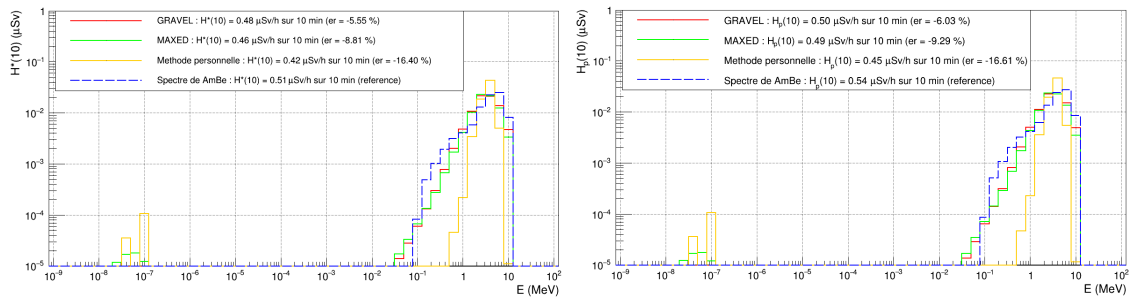 H*(10) (μSv)
1
10⁻¹
10⁻²
10⁻³
10⁻⁴
10⁻⁵
GRAVEL : H*(10) = 0.48 μSv/h sur 10 min (er = -5.55 %)
MAXED : H*(10) = 0.46 μSv/h sur 10 min (er = -8.81 %)
Methode personnelle : H*(10) = 0.42 μSv/h sur 10 min (er = -16.40 %)
Spectre de AmBe : H*(10) = 0.51 μSv/h sur 10 min (reference)
10⁻⁹ 10⁻⁸ 10⁻⁷ 10⁻⁶ 10⁻⁵ 10⁻⁴ 10⁻³ 10⁻² 10⁻¹ 1 10 10²
E (MeV)
Hₚ(10) (μSv)
1
10⁻¹
10⁻²
10⁻³
10⁻⁴
10⁻⁵
GRAVEL : Hₚ(10) = 0.50 μSv/h sur 10 min (er = -6.03 %)
MAXED : Hₚ(10) = 0.49 μSv/h sur 10 min (er = -9.29 %)
Methode personnelle : Hₚ(10) = 0.45 μSv/h sur 10 min (er = -16.61 %)
Spectre de AmBe : Hₚ(10) = 0.54 μSv/h sur 10 min (reference)
10⁻⁹ 10⁻⁸ 10⁻⁷ 10⁻⁶ 10⁻⁵ 10⁻⁴ 10⁻³ 10⁻² 10⁻¹ 1 10 10²
E (MeV)